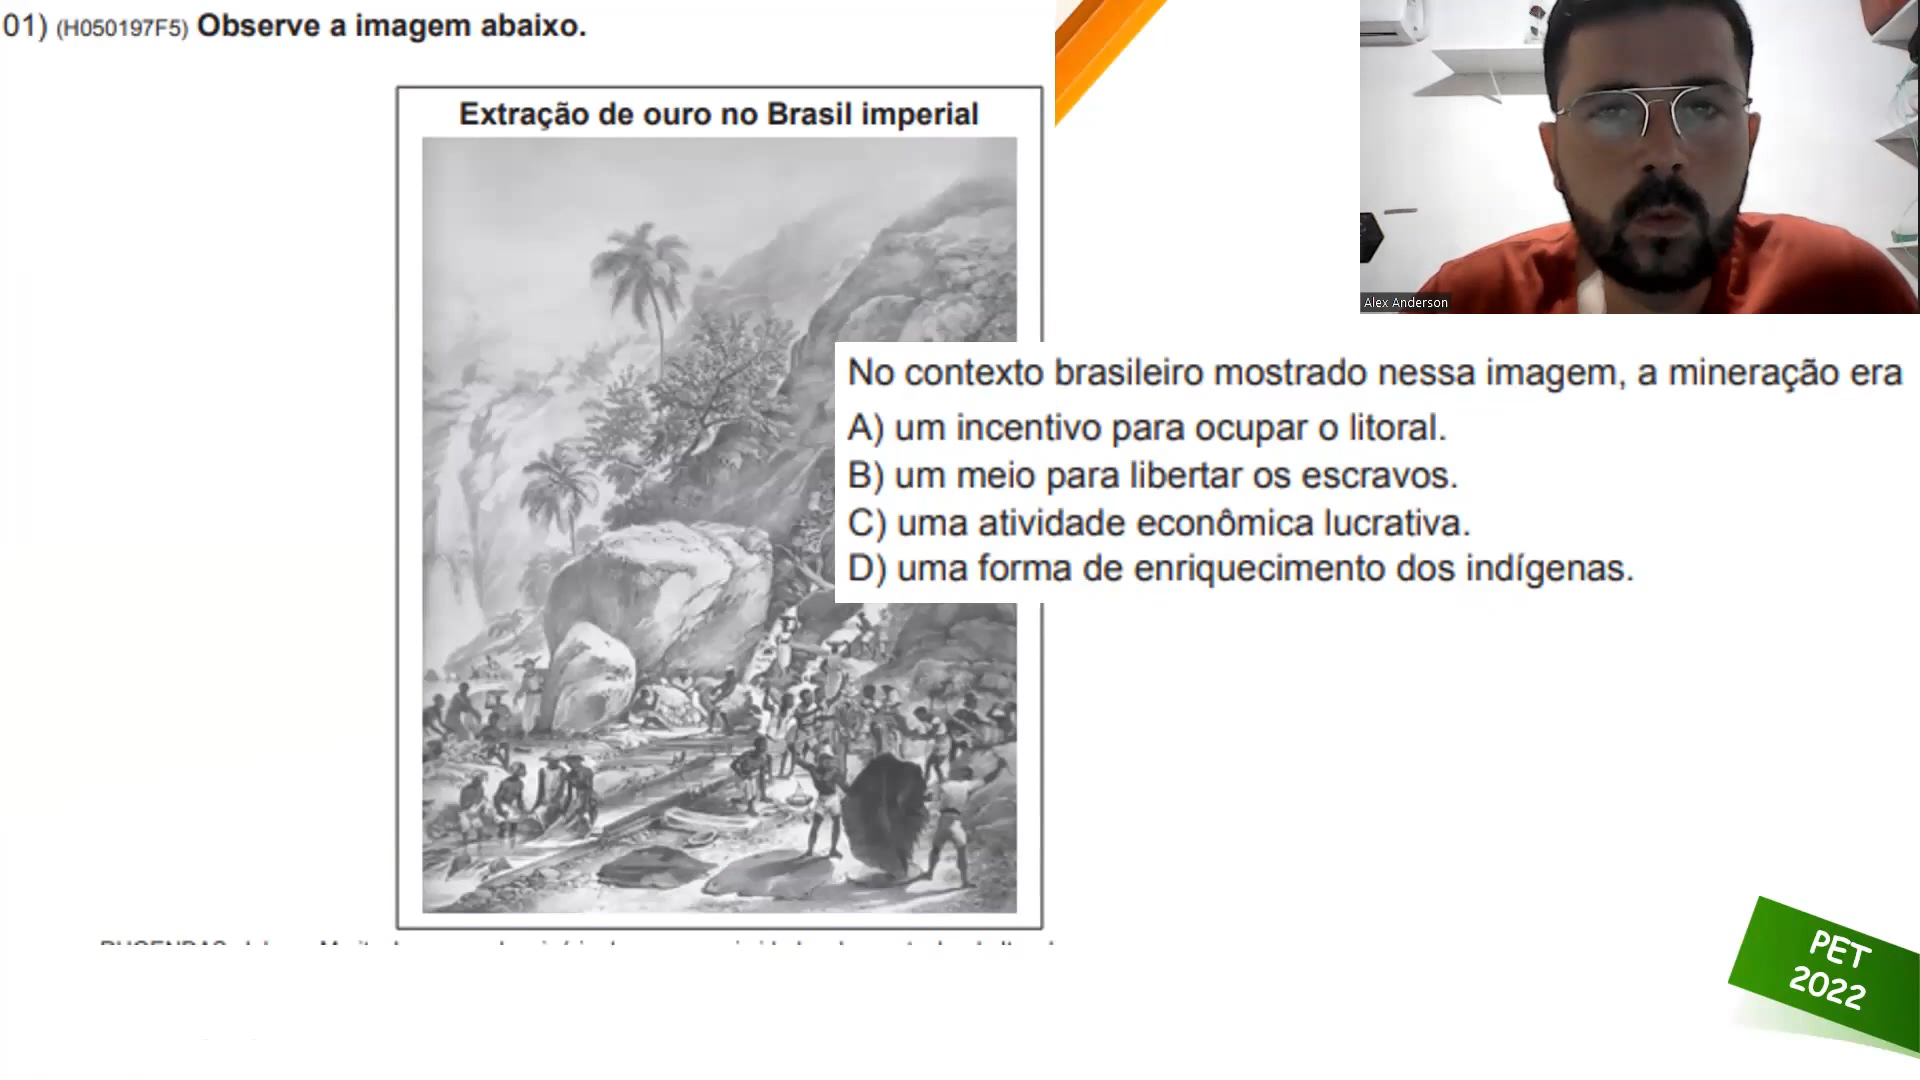 01) (H050197F5) Observe a imagem abaixo.
Extração de ouro no Brasil imperial
Alex Anderson
No contexto brasileiro mostrado nessa imagem, a mineração era
A) um incentivo para ocupar o litoral.
B) um meio para libertar os escravos.
C) uma atividade econômica lucrativa.
D) uma forma de enriquecimento dos indígenas.
PET
2022